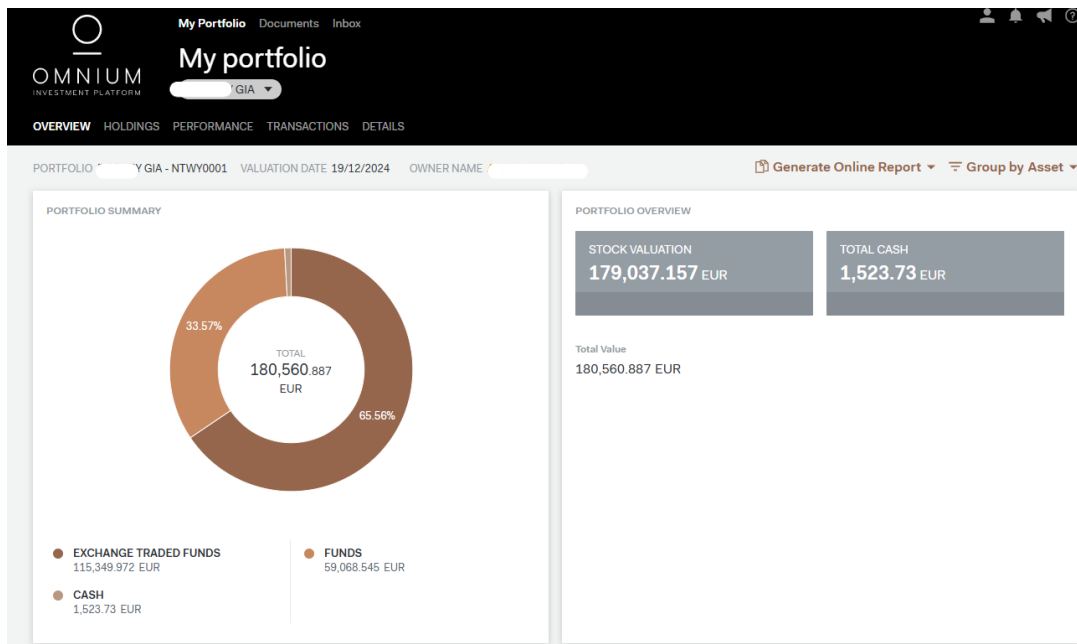 My Portfolio Documents Inbox
My portfolio
OMNIUM
INVESTMENT PLATFORM
GIA
OVERVIEW HOLDINGS PERFORMANCE TRANSACTIONS DETAILS
PORTFOLIO Y GIA - NTWY0001 VALUATION DATE 19/12/2024 OWNER NAME
Generate Online Report Group by Asset
PORTFOLIO SUMMARY
33.57%
TOTAL
180,560.887
EUR
65.56%
EXCHANGE TRADED FUNDS
115,349.972 EUR
FUNDS
59,068.545 EUR
CASH
1,523.73 EUR
PORTFOLIO OVERVIEW
STOCK VALUATION
179,037.157 EUR
TOTAL CASH
1,523.73 EUR
Total Value
180,560.887 EUR